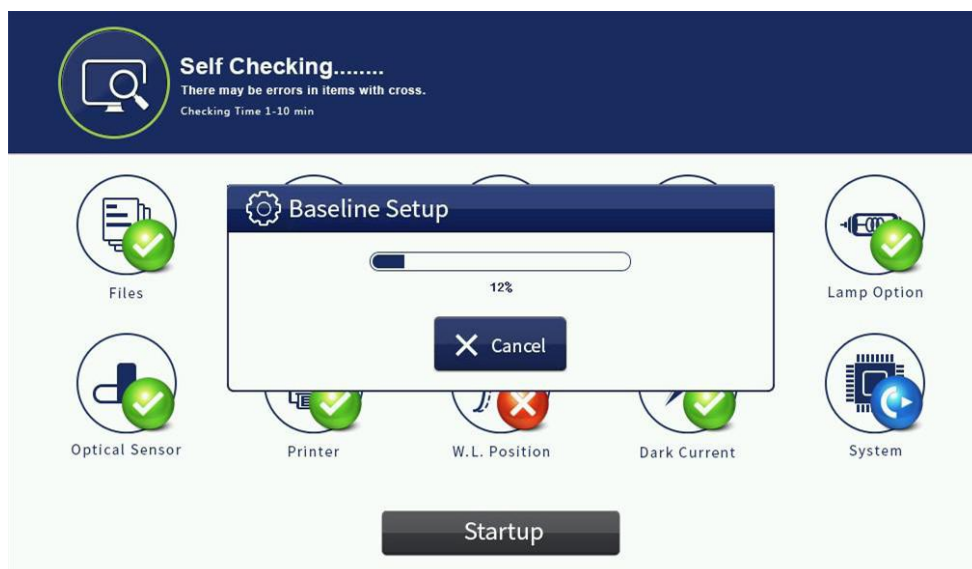 Self Checking........
There may be errors in items with cross.
Checking Time 1-10 min
Baseline Setup
12%
Cancel
Files
Lamp Option
Optical Sensor
Printer
W.L. Position
Dark Current
System
Startup